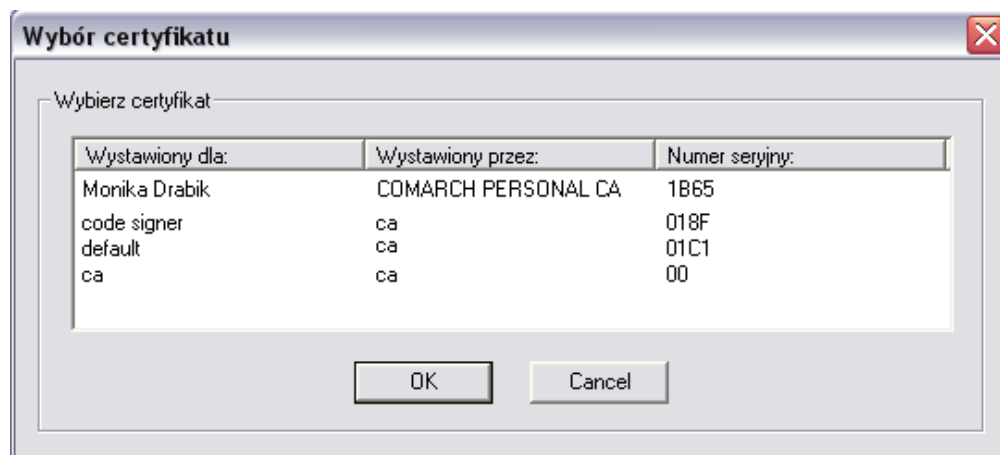 Wybór certyfikatu
Wybierz certyfikat
Wystawiony dla: Wystawiony przez: Numer seryjny:
Monika Drabik COMARCH PERSONAL CA 1B65
code signer ca 018F
default ca 01C1
ca ca 00
OK Cancel